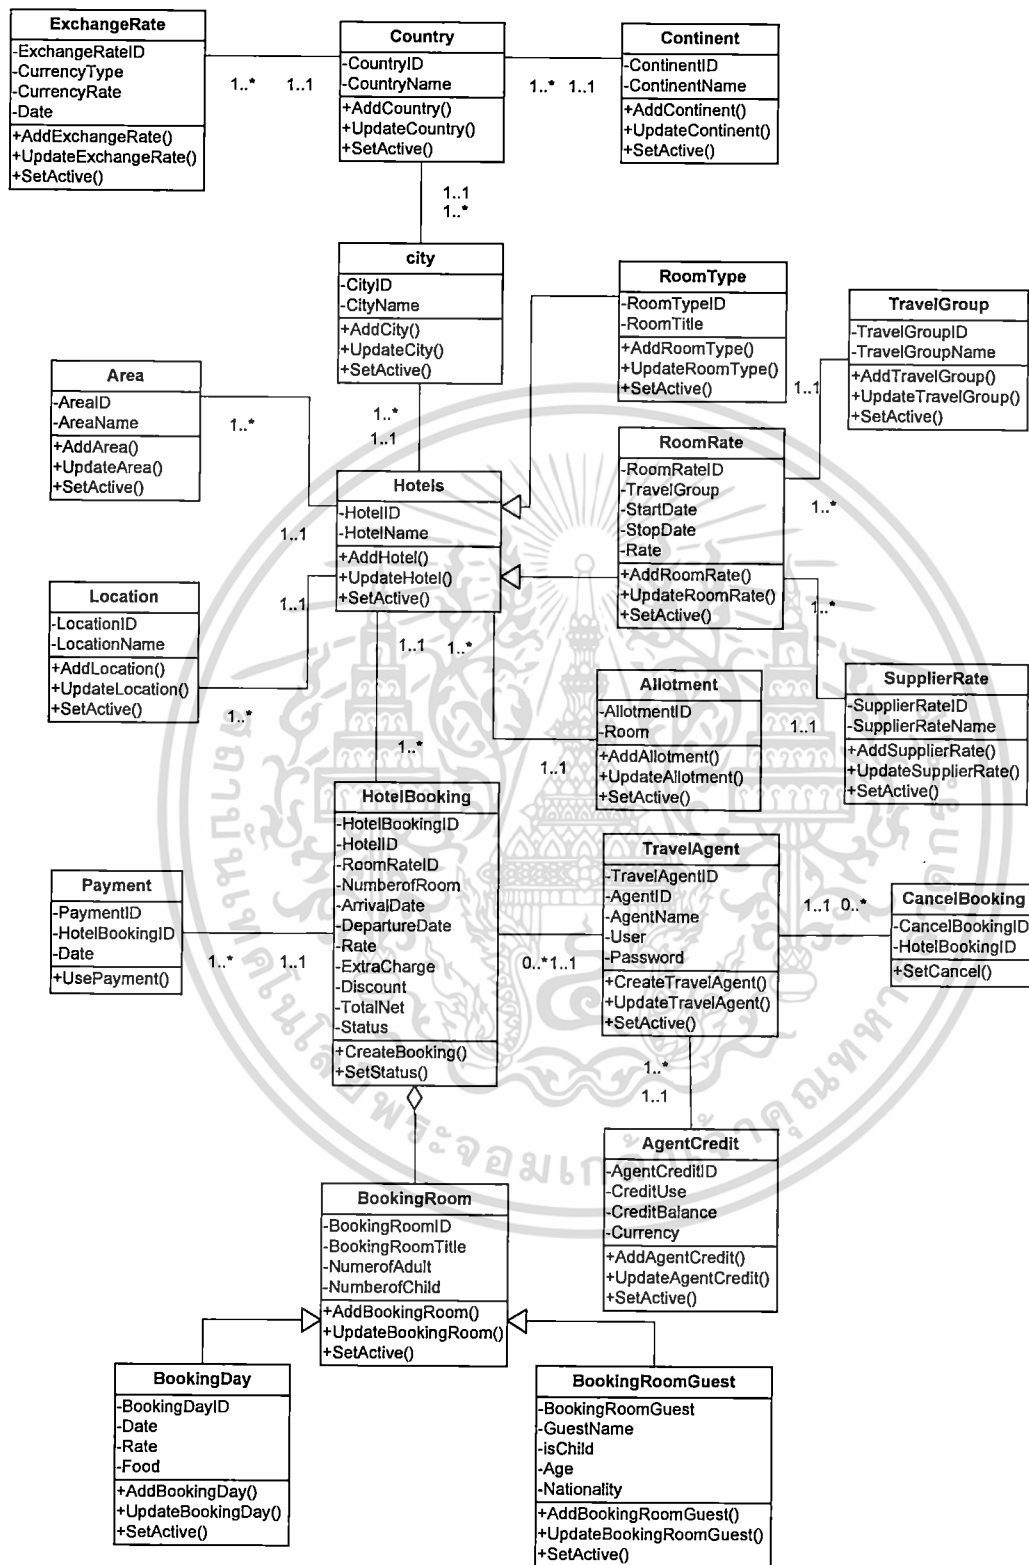 ExchangeRate
-ExchangeRateID
-CurrencyType
-CurrencyRate
-Date
+AddExchangeRate()
+UpdateExchangeRate()
+SetActive()
1..*
1..1
Country
-CountryID
-CountryName
+AddCountry()
+UpdateCountry()
+SetActive()
1..*
1..1
Continent
-ContinentID
-ContinentName
+AddContinent()
+UpdateContinent()
+SetActive()
1..1
1..*
city
-CityID
-CityName
+AddCity()
+UpdateCity()
+SetActive()
1..*
1..1
RoomType
-RoomTypeID
-RoomTitle
+AddRoomType()
+UpdateRoomType()
+SetActive()
TravelGroup
-TravelGroupID
-TravelGroupName
+AddTravelGroup()
+UpdateTravelGroup()
+SetActive()
1..1
1..*
Area
-AreaID
-AreaName
+AddArea()
+UpdateArea()
+SetActive()
1..*
1..1
Hotels
-HotelID
-HotelName
+AddHotel()
+UpdateHotel()
+SetActive()
RoomRate
-RoomRateID
-TravelGroup
-StartDate
-StopDate
-Rate
+AddRoomRate()
+UpdateRoomRate()
+SetActive()
1..*
1..1
Location
-LocationID
-LocationName
+AddLocation()
+UpdateLocation()
+SetActive()
1..1
1..*
1..1
1..*
1..*
1..1
Allotment
-AllotmentID
-Room
+AddAllotment()
+UpdateAllotment()
+SetActive()
SupplierRate
-SupplierRateID
-SupplierRateName
+AddSupplierRate()
+UpdateSupplierRate()
+SetActive()
HotelBooking
-HotelBookingID
-HotelID
-RoomRateID
-NumberofRoom
-ArrivalDate
-DepartureDate
-Rate
-ExtraCharge
-Discount
-TotalNet
-Status
+CreateBooking()
+SetStatus()
Payment
-PaymentID
-HotelBookingID
-Date
+UsePayment()
1..*
1..1
0..*
1..1
TravelAgent
-TravelAgentID
-AgentID
-AgentName
-User
-Password
+CreateTravelAgent()
+UpdateTravelAgent()
+SetActive()
1..1
0..*
CancelBooking
-CancelBookingID
-HotelBookingID
+SetCancel()
1..*
1..1
AgentCredit
-AgentCreditID
-CreditUse
-CreditBalance
-Currency
+AddAgentCredit()
+UpdateAgentCredit()
+SetActive()
BookingRoom
-BookingRoomID
-BookingRoomTitle
-NumerofAdult
-NumberofChild
+AddBookingRoom()
+UpdateBookingRoom()
+SetActive()
BookingDay
-BookingDayID
-Date
-Rate
-Food
+AddBookingDay()
+UpdateBookingDay()
+SetActive()
BookingRoomGuest
-BookingRoomGuest
-GuestName
-isChild
-Age
-Nationality
+AddBookingRoomGuest()
+UpdateBookingRoomGuest()
+SetActive()